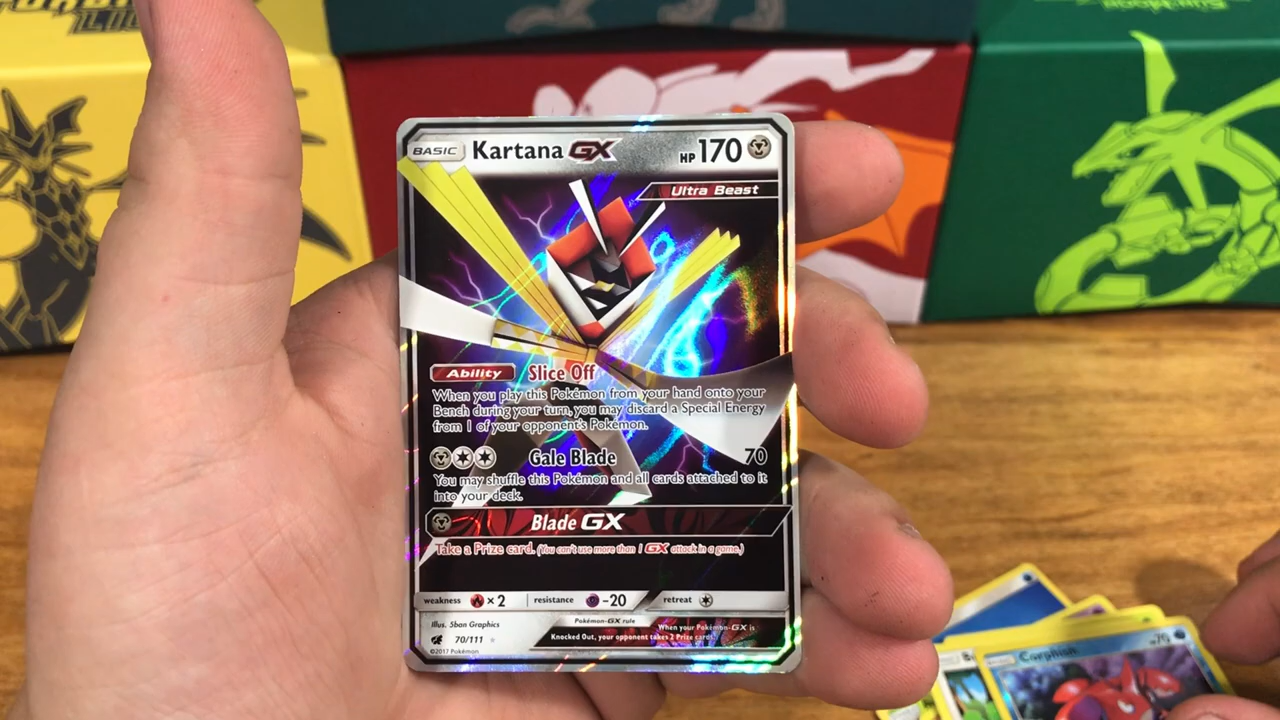 BASIC Kartana GX HP 170
Ultra Beast
Ability Slice Off
When you play this Pokémon from your hand onto your
Bench during your turn, you may discard a Special Energy
from 1 of your opponent's Pokémon.
Gale Blade 70
You may shuffle this Pokémon and all cards attached to it
into your deck.
Blade GX
Take a Prize card. (You can't use more than 1 GX attack in a game.)
weakness ×2 resistance -20 retreat
Illus. 5ban Graphics
Pokémon-GX rule
When your Pokémon-GX is
Knocked Out, your opponent takes 2 Prize cards.
70/111
©2017 Pokémon
Corphish HP 70